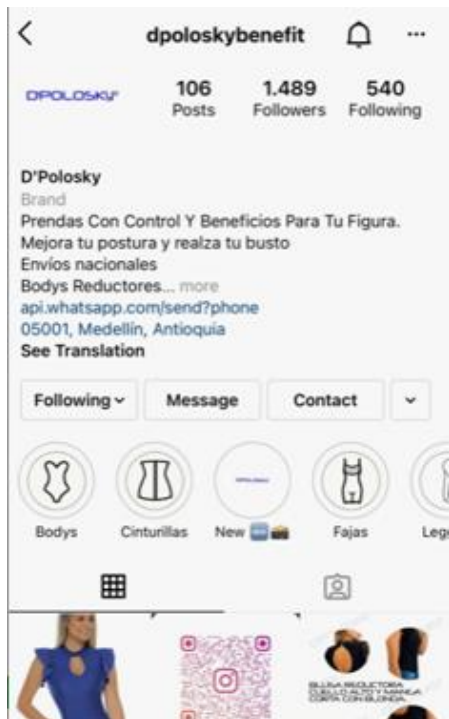 dpoloskybenefit
DPOLOSKY
106 1.489 540
Posts Followers Following
D'Polosky
Brand
Prendas Con Control Y Beneficios Para Tu Figura.
Mejora tu postura y realza tu busto
Envíos nacionales
Bodys Reductores... more
api.whatsapp.com/send?phone
05001, Medellín, Antioquia
See Translation
Following Message Contact
Bodys Cinturillas New Fajas Leg
BLUSA REDUCTORA
CUELLO ALTO Y MANGA
CORTA CON BLONDA.